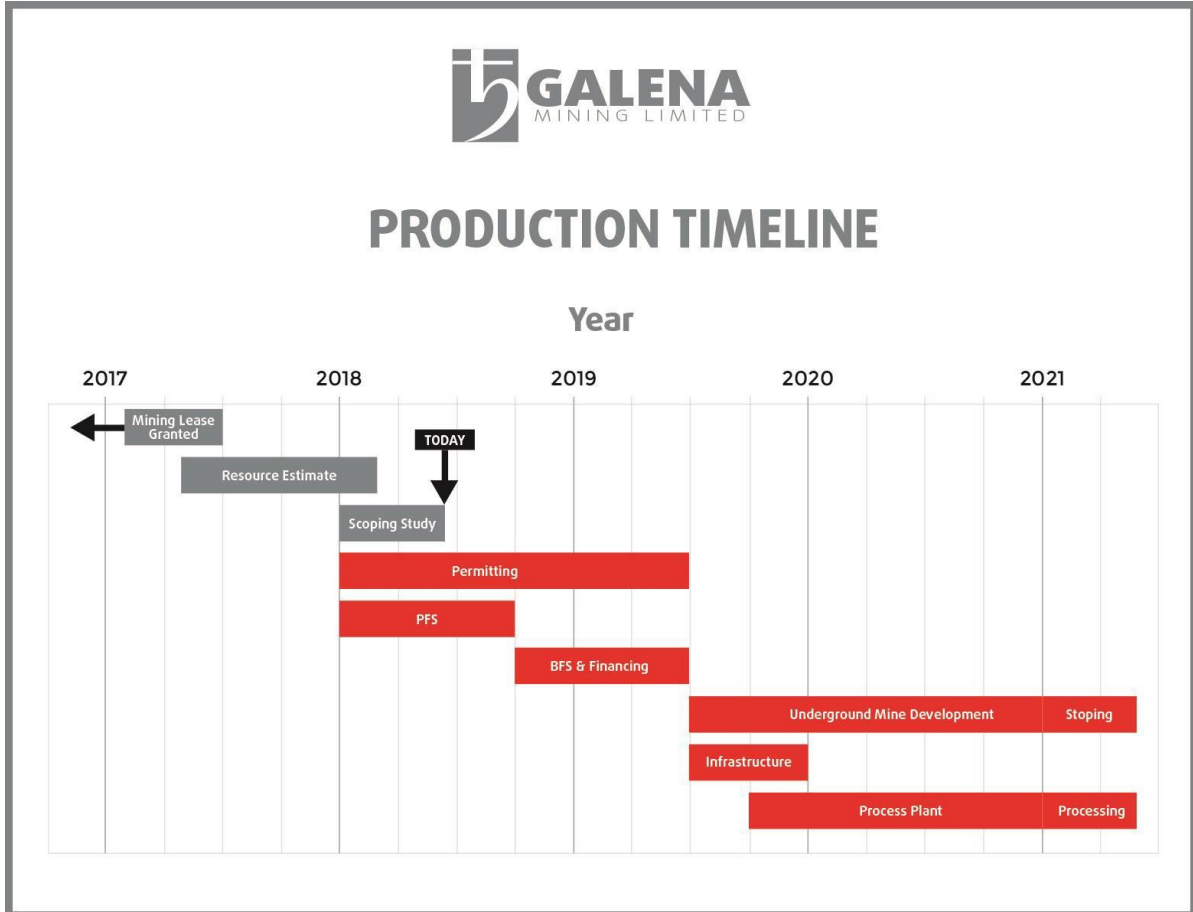 GALENA
MINING LIMITED
PRODUCTION TIMELINE
Year
2017 2018 2019 2020 2021
Mining Lease
Granted
TODAY
Resource Estimate
Scoping Study
Permitting
PFS
BFS & Financing
Underground Mine Development Stoping
Infrastructure
Process Plant Processing